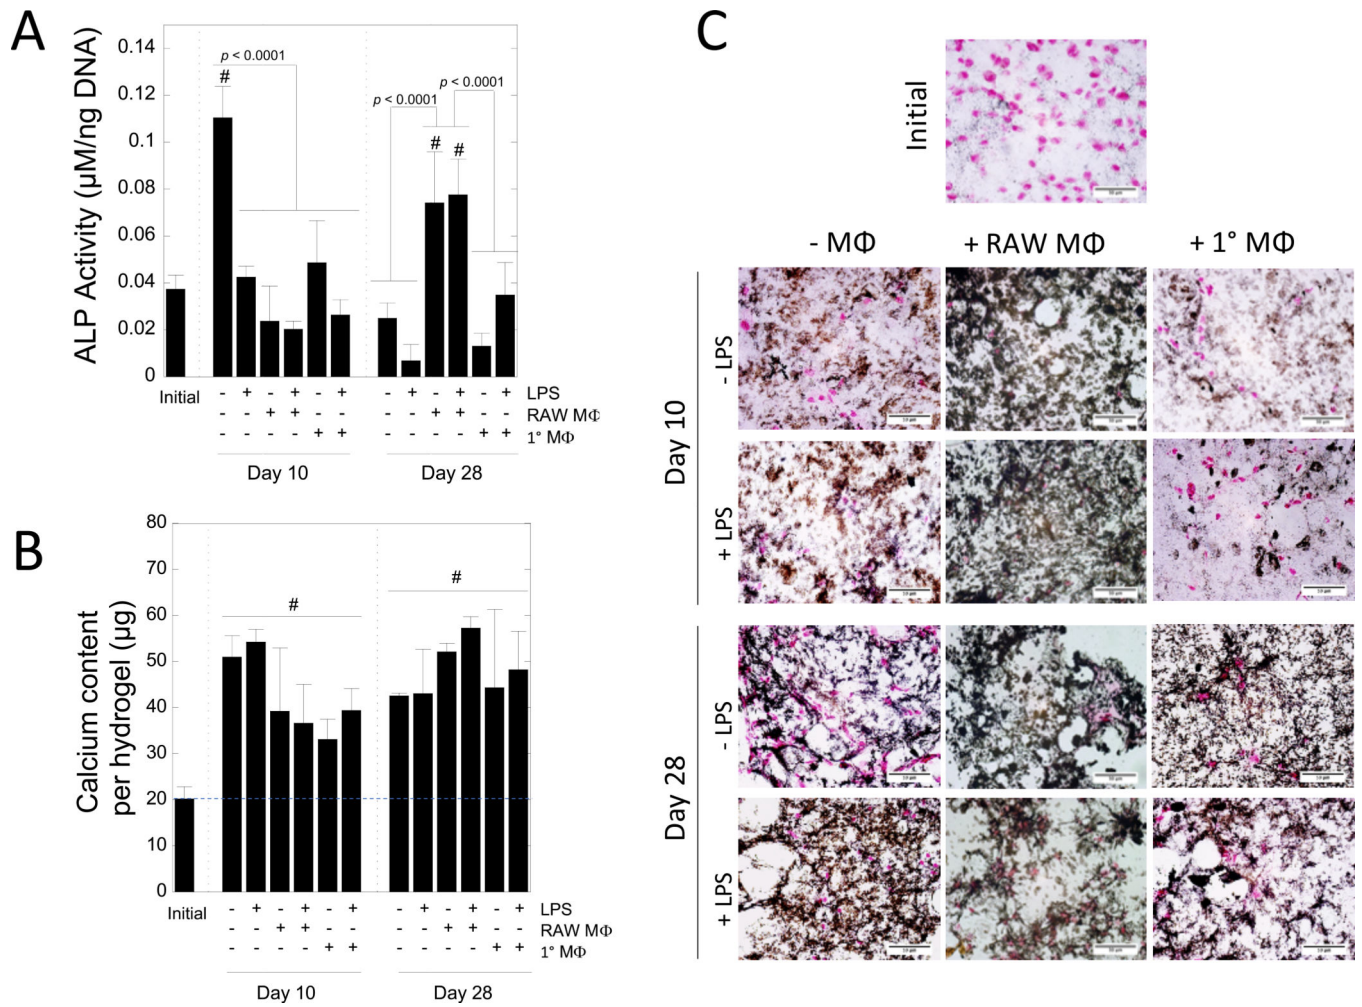 A
ALP Activity (µM/ng DNA)
0.14
0.12
0.1
0.08
0.06
0.04
0.02
0
p < 0.0001
#
p < 0.0001
p < 0.0001
# #
Initial
- + - + - + - + - + - + LPS
- - + + - - - - + + - - RAW MΦ
- - - - + + - - - - + + 1° MΦ
Day 10 Day 28
B
Calcium content
per hydrogel (µg)
80
70
60
50
40
30
20
10
0
# #
Initial
- + - + - + - + - + - + LPS
- - + + - - - - + + - - RAW MΦ
- - - - + + - - - - + + 1° MΦ
Day 10 Day 28
C
Initial
- MΦ + RAW MΦ + 1° MΦ
Day 10
- LPS
+ LPS
Day 28
- LPS
+ LPS